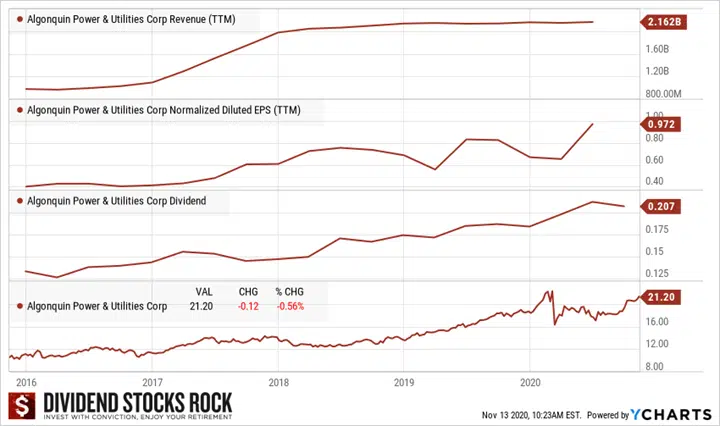 Algonquin Power & Utilities Corp Revenue (TTM)
2.162B
1.60B
1.20B
800.00M
Algonquin Power & Utilities Corp Normalized Diluted EPS (TTM)
1.00
0.972
0.80
0.60
0.40
Algonquin Power & Utilities Corp Dividend
0.207
0.175
0.15
0.125
VAL CHG % CHG
Algonquin Power & Utilities Corp 21.20 -0.12 -0.56%
21.20
16.00
12.00
8.00
2016 2017 2018 2019 2020
$ DIVIDEND STOCKS ROCK
INVEST WITH CONVICTION, ENJOY YOUR RETIREMENT
Nov 13 2020, 10:23AM EST. Powered by YCHARTS